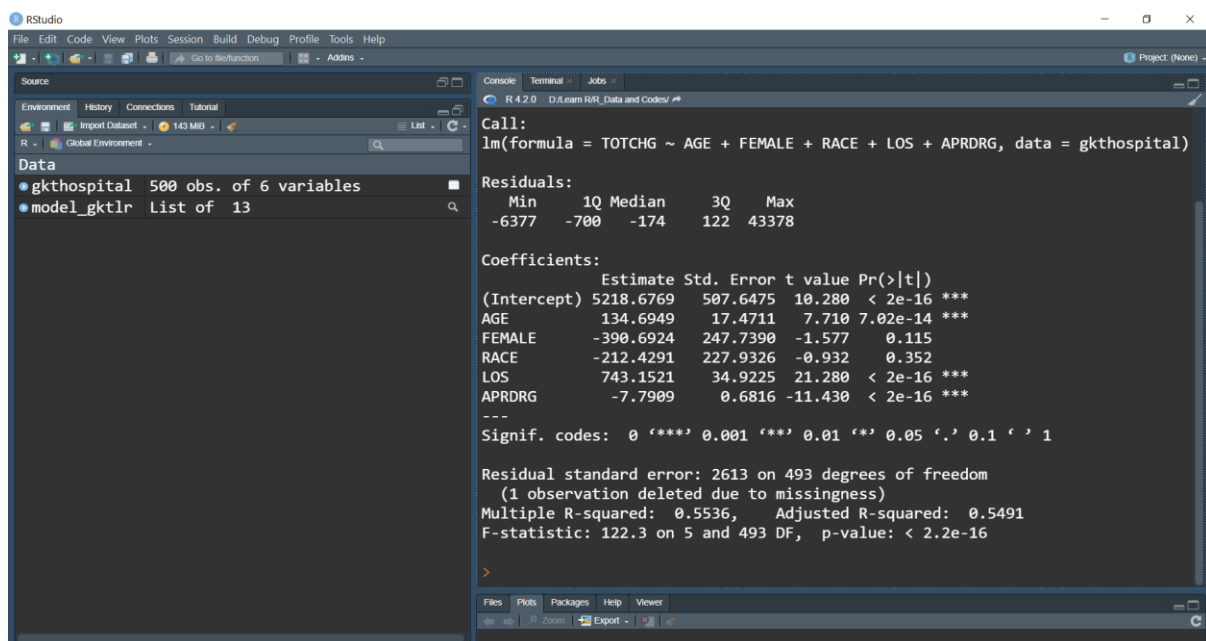 RStudio
File Edit Code View Plots Session Build Debug Profile Tools Help
Go to file/function Addins
Project: (None)
Source
Environment History Connections Tutorial
Import Dataset 143 MiB List
R Global Environment
Data
gkthospital 500 obs. of 6 variables
model_gktlr List of 13
Console Terminal Jobs
R 4.2.0 D:/Learn R/R_Data and Codes/
Call:
lm(formula = TOTCHG ~ AGE + FEMALE + RACE + LOS + APRDRG, data = gkthospital)
Residuals:
Min 1Q Median 3Q Max
-6377 -700 -174 122 43378
Coefficients:
Estimate Std. Error t value Pr(>|t|)
(Intercept) 5218.6769 507.6475 10.280 < 2e-16 ***
AGE 134.6949 17.4711 7.710 7.02e-14 ***
FEMALE -390.6924 247.7390 -1.577 0.115
RACE -212.4291 227.9326 -0.932 0.352
LOS 743.1521 34.9225 21.280 < 2e-16 ***
APRDRG -7.7909 0.6816 -11.430 < 2e-16 ***
---
Signif. codes: 0 ‘***’ 0.001 ‘**’ 0.01 ‘*’ 0.05 ‘.’ 0.1 ‘ ’ 1
Residual standard error: 2613 on 493 degrees of freedom
(1 observation deleted due to missingness)
Multiple R-squared: 0.5536, Adjusted R-squared: 0.5491
F-statistic: 122.3 on 5 and 493 DF, p-value: < 2.2e-16
>
Files Plots Packages Help Viewer
Zoom Export